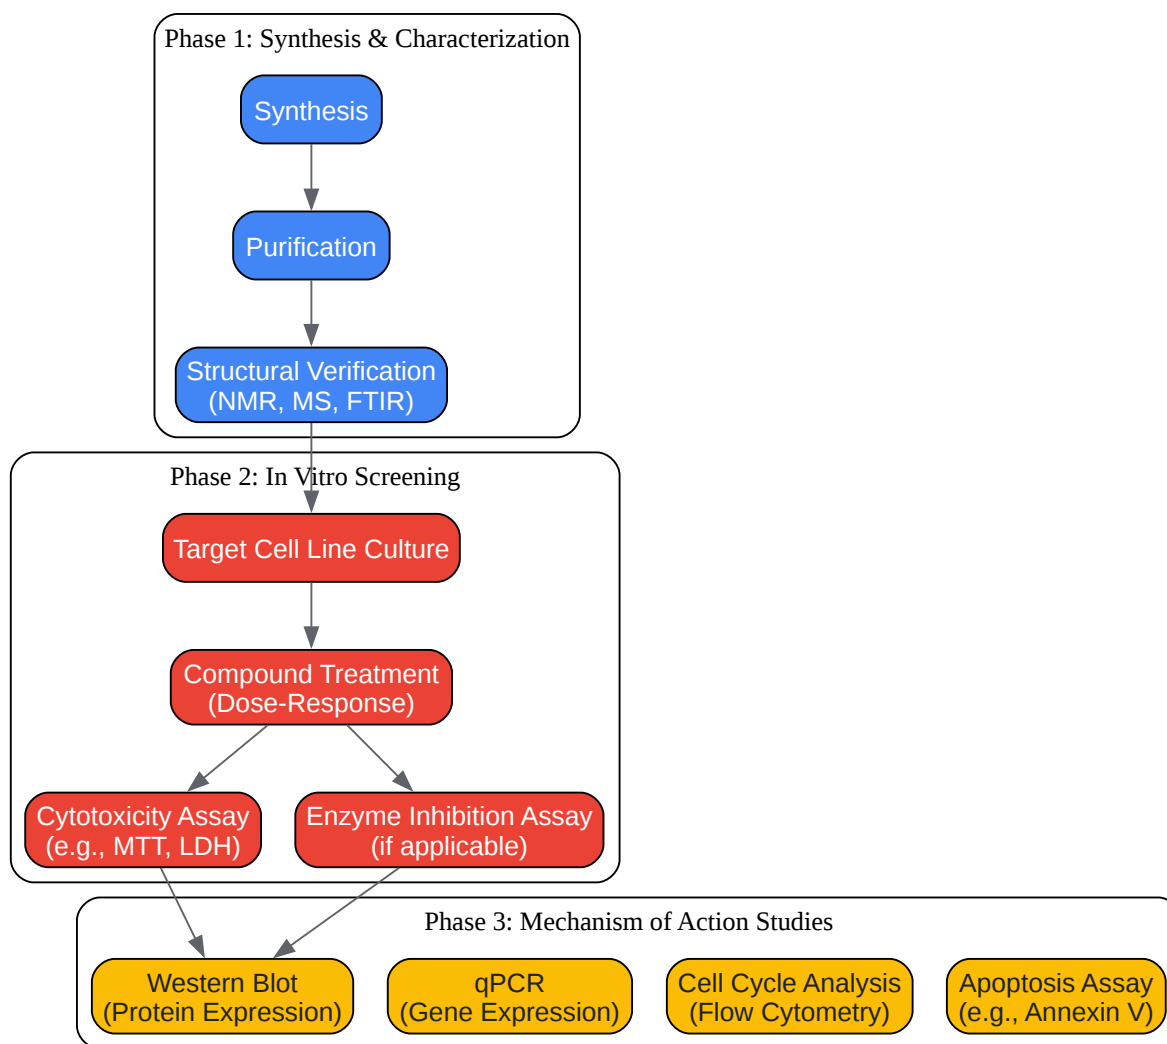 Phase 1: Synthesis & Characterization
Synthesis
Purification
Structural Verification
(NMR, MS, FTIR)
Phase 2: In Vitro Screening
Target Cell Line Culture
Compound Treatment
(Dose-Response)
Cytotoxicity Assay
(e.g., MTT, LDH)
Enzyme Inhibition Assay
(if applicable)
Phase 3: Mechanism of Action Studies
Western Blot
(Protein Expression)
qPCR
(Gene Expression)
Cell Cycle Analysis
(Flow Cytometry)
Apoptosis Assay
(e.g., Annexin V)